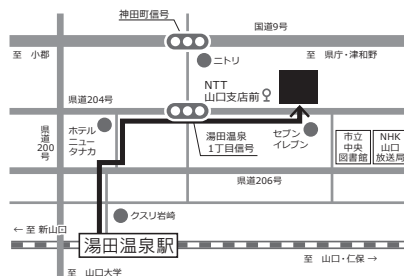 神田町信号
国道9号
至 小郡
ニトリ
至 県庁・津和野
NTT
山口支店前
県道204号
県道
200号
ホテル
ニュー
タナカ
湯田温泉
1丁目信号
セブン
イレブン
市立
中央
図書館
NHK
山口
放送局
県道206号
クスリ岩崎
← 至 新山口
湯田温泉駅
至 山口・仁保 →
至 山口大学